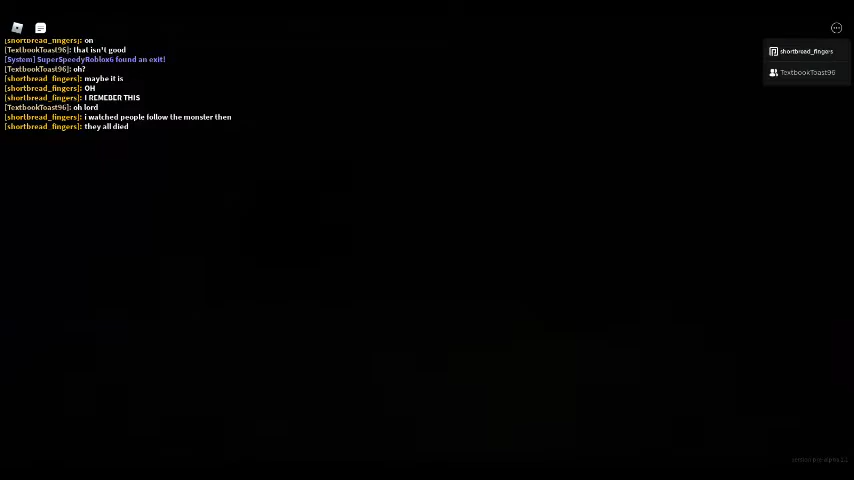 [shortbread_fingers]: oh
[TextbookToast96]: that isn't good
[System] SuperSpeedyRoblox6 found an exit!
[TextbookToast96]: oh?
[shortbread_fingers]: maybe it is
[shortbread_fingers]: OH
[shortbread_fingers]: I REMEBER THIS
[TextbookToast96]: oh lord
[shortbread_fingers]: i watched people follow the monster then
[shortbread_fingers]: they all died
shortbread_fingers
TextbookToast96